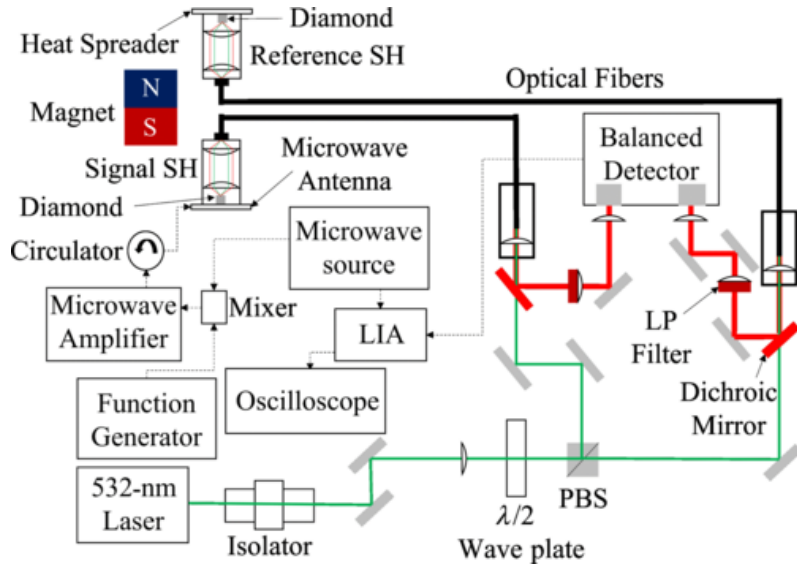 Diamond
Heat Spreader
Reference SH
Optical Fibers
N
Magnet
S
Balanced
Detector
Signal SH
Microwave
Antenna
Diamond
Circulator
Microwave
source
Microwave
Amplifier
Mixer
LIA
LP
Filter
Function
Generator
Oscilloscope
Dichroic
Mirror
532-nm
Laser
Isolator
λ/2
Wave plate
PBS